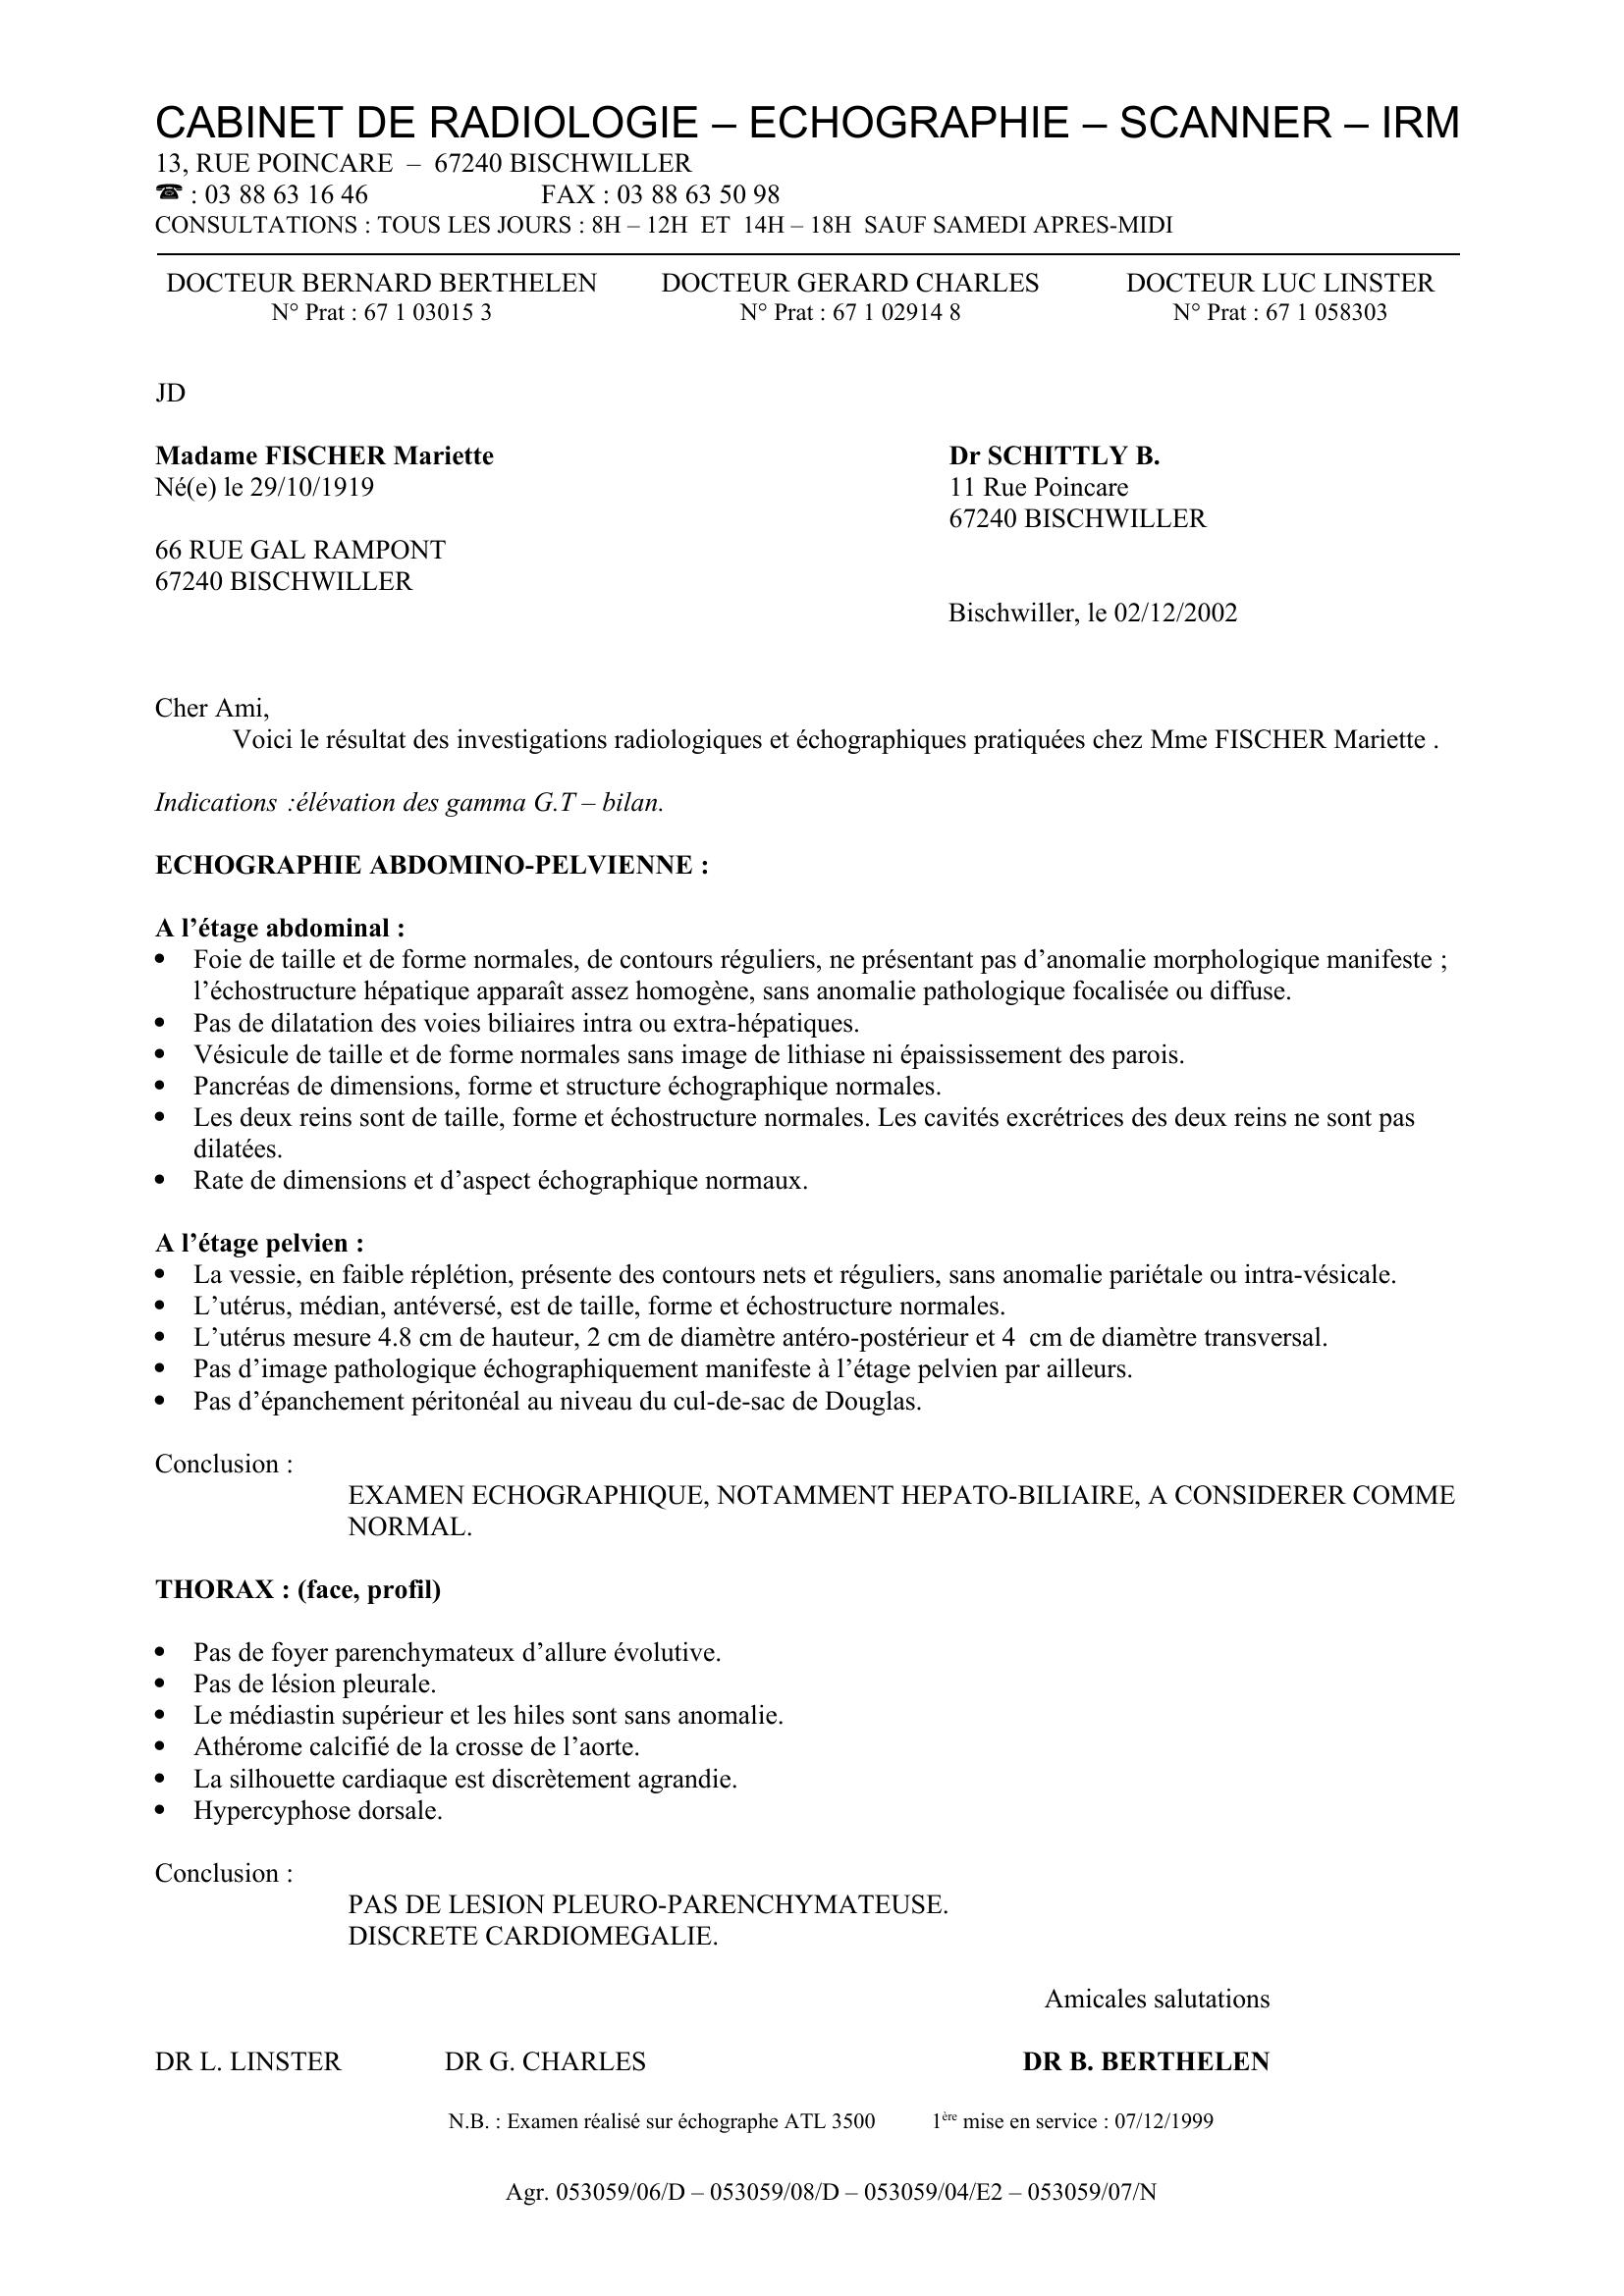 CABINET DE RADIOLOGIE – ECHOGRAPHIE – SCANNER – IRM
13, RUE POINCARE – 67240 BISCHWILLER
☎ : 03 88 63 16 46 FAX : 03 88 63 50 98
CONSULTATIONS : TOUS LES JOURS : 8H – 12H ET 14H – 18H SAUF SAMEDI APRES-MIDI
DOCTEUR BERNARD BERTHELEN DOCTEUR GERARD CHARLES DOCTEUR LUC LINSTER
N° Prat : 67 1 03015 3 N° Prat : 67 1 02914 8 N° Prat : 67 1 058303
JD
Madame FISCHER Mariette Dr SCHITTLY B.
Né(e) le 29/10/1919 11 Rue Poincare
67240 BISCHWILLER
66 RUE GAL RAMPONT
67240 BISCHWILLER
Bischwiller, le 02/12/2002
Cher Ami,
Voici le résultat des investigations radiologiques et échographiques pratiquées chez Mme FISCHER Mariette .
Indications :élévation des gamma G.T – bilan.
ECHOGRAPHIE ABDOMINO-PELVIENNE :
A l’étage abdominal :
• Foie de taille et de forme normales, de contours réguliers, ne présentant pas d’anomalie morphologique manifeste ;
l’échostructure hépatique apparaît assez homogène, sans anomalie pathologique focalisée ou diffuse.
• Pas de dilatation des voies biliaires intra ou extra-hépatiques.
• Vésicule de taille et de forme normales sans image de lithiase ni épaississement des parois.
• Pancréas de dimensions, forme et structure échographique normales.
• Les deux reins sont de taille, forme et échostructure normales. Les cavités excrétrices des deux reins ne sont pas
dilatées.
• Rate de dimensions et d’aspect échographique normaux.
A l’étage pelvien :
• La vessie, en faible réplétion, présente des contours nets et réguliers, sans anomalie pariétale ou intra-vésicale.
• L’utérus, médian, antéversé, est de taille, forme et échostructure normales.
• L’utérus mesure 4.8 cm de hauteur, 2 cm de diamètre antéro-postérieur et 4 cm de diamètre transversal.
• Pas d’image pathologique échographiquement manifeste à l’étage pelvien par ailleurs.
• Pas d’épanchement péritonéal au niveau du cul-de-sac de Douglas.
Conclusion :
EXAMEN ECHOGRAPHIQUE, NOTAMMENT HEPATO-BILIAIRE, A CONSIDERER COMME
NORMAL.
THORAX : (face, profil)
• Pas de foyer parenchymateux d’allure évolutive.
• Pas de lésion pleurale.
• Le médiastin supérieur et les hiles sont sans anomalie.
• Athérome calcifié de la crosse de l’aorte.
• La silhouette cardiaque est discrètement agrandie.
• Hypercyphose dorsale.
Conclusion :
PAS DE LESION PLEURO-PARENCHYMATEUSE.
DISCRETE CARDIOMEGALIE.
Amicales salutations
DR L. LINSTER DR G. CHARLES DR B. BERTHELEN
N.B. : Examen réalisé sur échographe ATL 3500 1ère mise en service : 07/12/1999
Agr. 053059/06/D – 053059/08/D – 053059/04/E2 – 053059/07/N